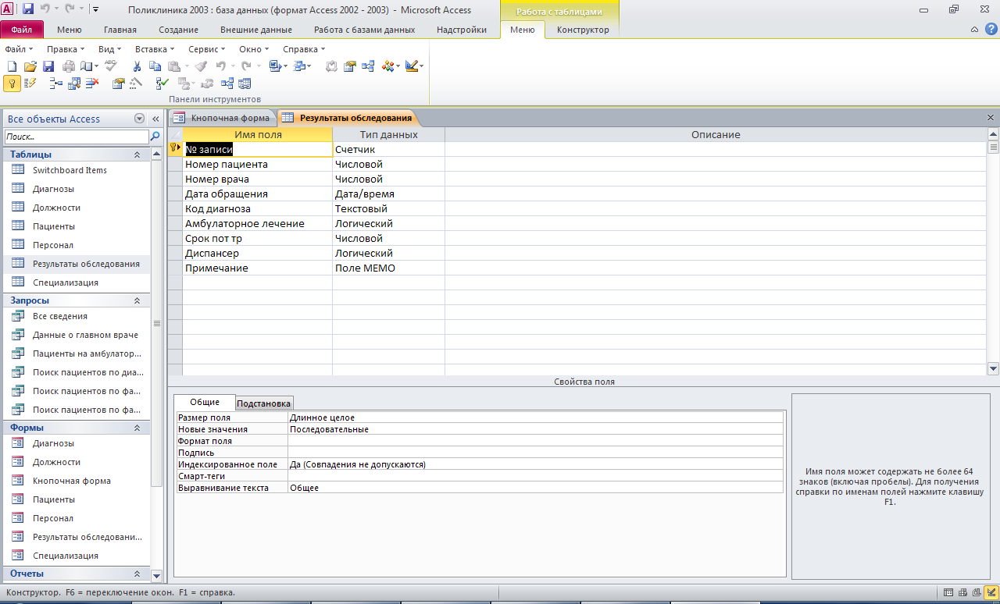 Поликлиника 2003 : база данных (формат Access 2002 - 2003) - Microsoft Access
Работа с таблицами
Файл Меню Главная Создание Внешние данные Работа с базами данных Надстройки Меню Конструктор
Файл Правка Вид Вставка Сервис Окно Справка
Панели инструментов
Все объекты Access
Поиск...
Таблицы
Switchboard Items
Диагнозы
Должности
Пациенты
Персонал
Результаты обследования
Специализация
Запросы
Все сведения
Данные о главном враче
Пациенты на амбулатор...
Поиск пациентов по диа...
Поиск пациентов по фа...
Поиск пациентов по фа...
Формы
Диагнозы
Должности
Кнопочная форма
Пациенты
Персонал
Результаты обследовани...
Специализация
Отчеты
Кнопочная форма Результаты обследования
Имя поля Тип данных Описание
№ записи Счетчик
Номер пациента Числовой
Номер врача Числовой
Дата обращения Дата/время
Код диагноза Текстовый
Амбулаторное лечение Логический
Срок пот тр Числовой
Диспансер Логический
Примечание Поле МЕМО
Свойства поля
Общие Подстановка
Размер поля Длинное целое
Новые значения Последовательные
Формат поля
Подпись
Индексированное поле Да (Совпадения не допускаются)
Смарт-теги
Выравнивание текста Общее
Имя поля может содержать не более 64
знаков (включая пробелы). Для получения
справки по именам полей нажмите клавишу
F1.
Конструктор. F6 = переключение окон. F1 = справка.